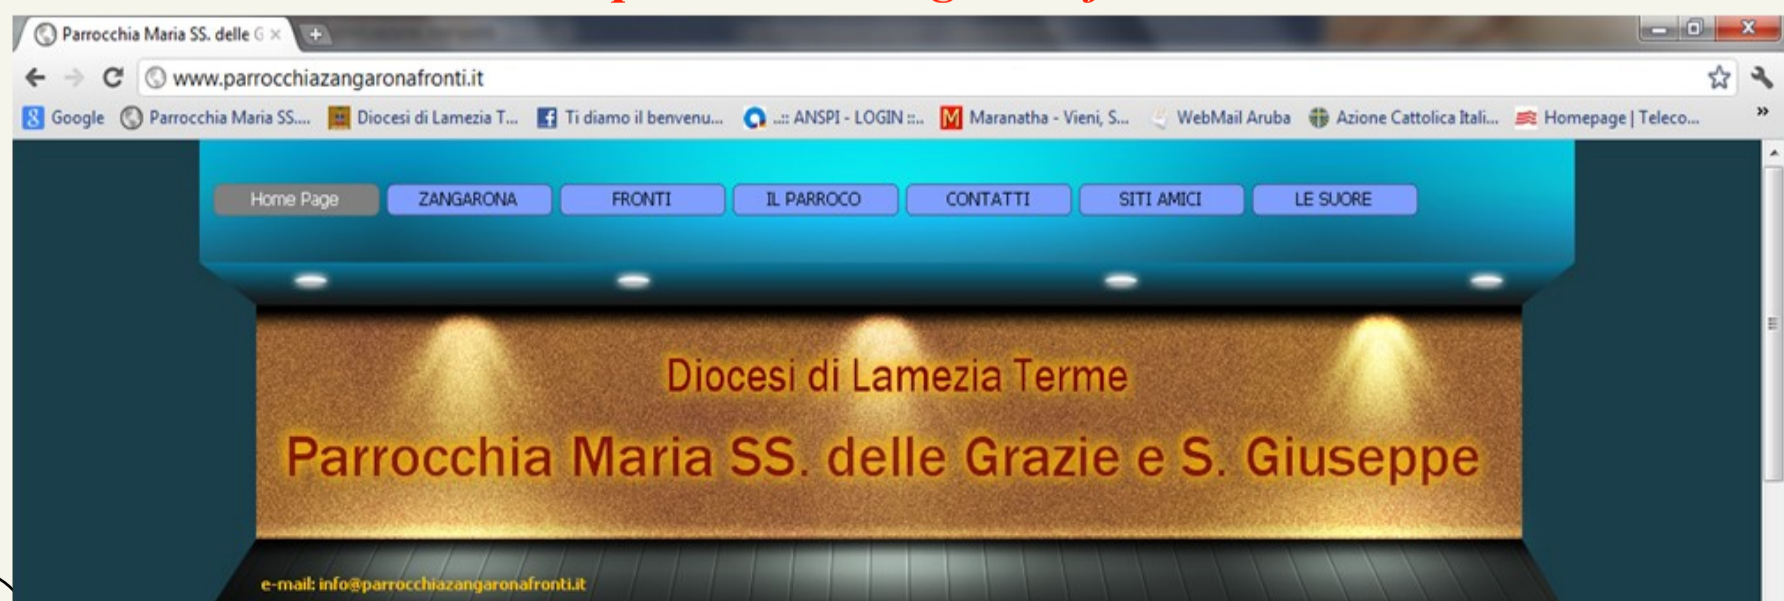 Parrocchia Maria SS. delle G
www.parrocchiazangaronafronti.it
Google Parrocchia Maria SS.... Diocesi di Lamezia T... Ti diamo il benvenu... ..:: ANSPI - LOGIN ::.. Maranatha - Vieni, S... WebMail Aruba Azione Cattolica Itali... Homepage | Teleco... »
Home Page ZANGARONA FRONTI IL PARROCO CONTATTI SITI AMICI LE SUORE
Diocesi di Lamezia Terme
Parrocchia Maria SS. delle Grazie e S. Giuseppe
e-mail: info@parrocchiazangaronafronti.it